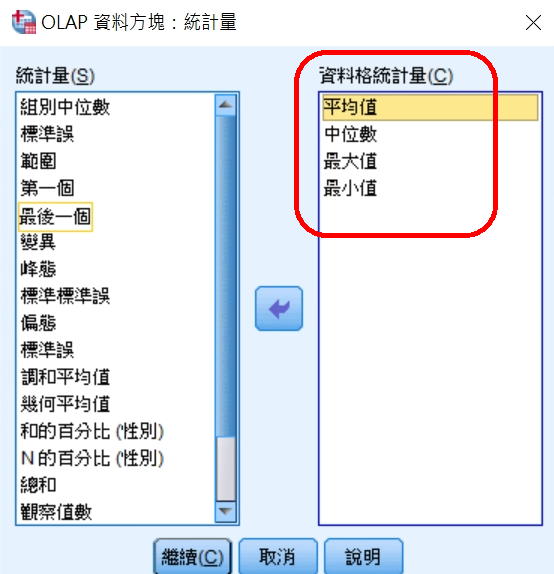 OLAP 資料方塊：統計量
統計量(S)
組別中位數
標準誤
範圍
第一個
最後一個
變異
峰態
標準標準誤
偏態
標準誤
調和平均值
幾何平均值
和的百分比 (性別)
N 的百分比 (性別)
總和
觀察值數
資料格統計量(C)
平均值
中位數
最大值
最小值
繼續(C)
取消
說明